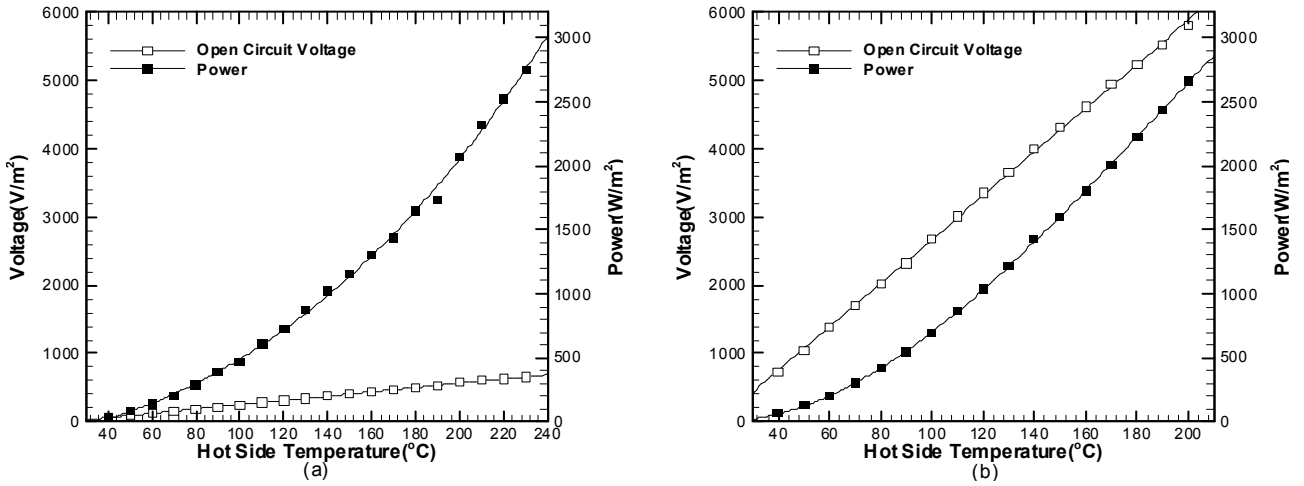 6000
5000
4000
3000
2000
1000
0
Voltage(V/m²)
Open Circuit Voltage
Power
3000
2500
2000
1500
1000
500
0
Power(W/m²)
40 60 80 100 120 140 160 180 200 220 240
Hot Side Temperature(°C)
(a)
6000
5000
4000
3000
2000
1000
0
Voltage(V/m²)
Open Circuit Voltage
Power
3000
2500
2000
1500
1000
500
0
Power(W/m²)
40 60 80 100 120 140 160 180 200
Hot Side Temperature(°C)
(b)